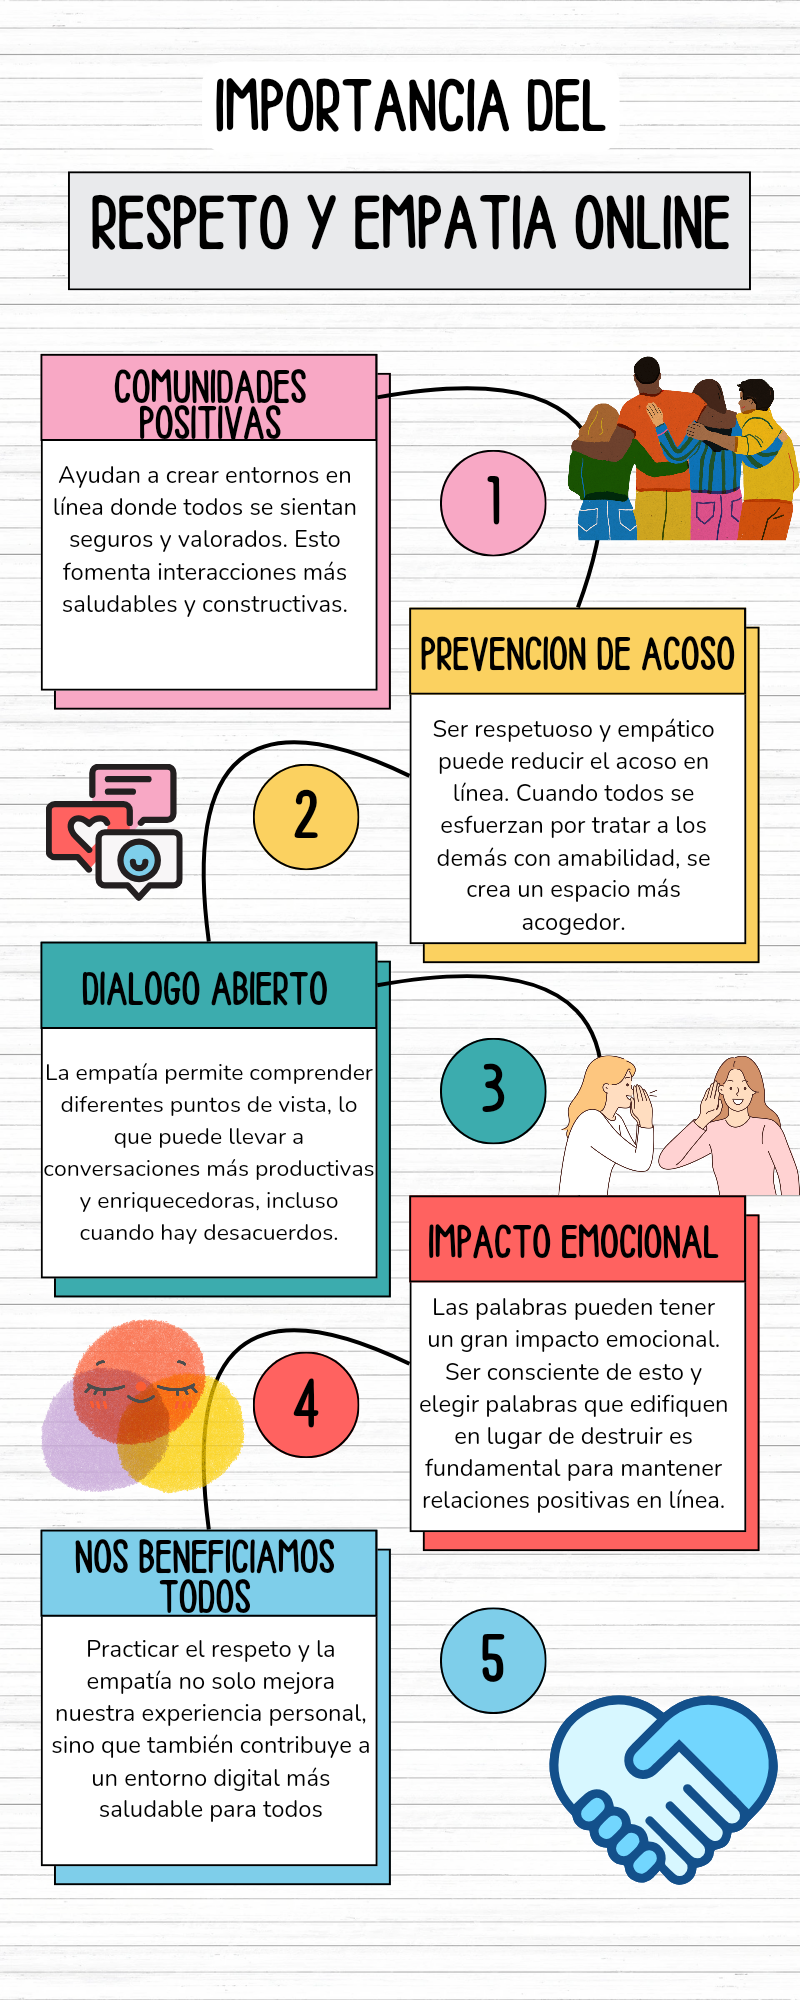 IMPORTANCIA DEL
RESPETO Y EMPATIA ONLINE
COMUNIDADES
POSITIVAS
Ayudan a crear entornos en
línea donde todos se sientan
seguros y valorados. Esto
fomenta interacciones más
saludables y constructivas.
1
PREVENCION DE ACOSO
Ser respetuoso y empático
puede reducir el acoso en
línea. Cuando todos se
esfuerzan por tratar a los
demás con amabilidad, se
crea un espacio más
acogedor.
2
DIALOGO ABIERTO
La empatía permite comprender
diferentes puntos de vista, lo
que puede llevar a
conversaciones más productivas
y enriquecedoras, incluso
cuando hay desacuerdos.
3
IMPACTO EMOCIONAL
Las palabras pueden tener
un gran impacto emocional.
Ser consciente de esto y
elegir palabras que edifiquen
en lugar de destruir es
fundamental para mantener
relaciones positivas en línea.
4
NOS BENEFICIAMOS
TODOS
Practicar el respeto y la
empatía no solo mejora
nuestra experiencia personal,
sino que también contribuye a
un entorno digital más
saludable para todos
5